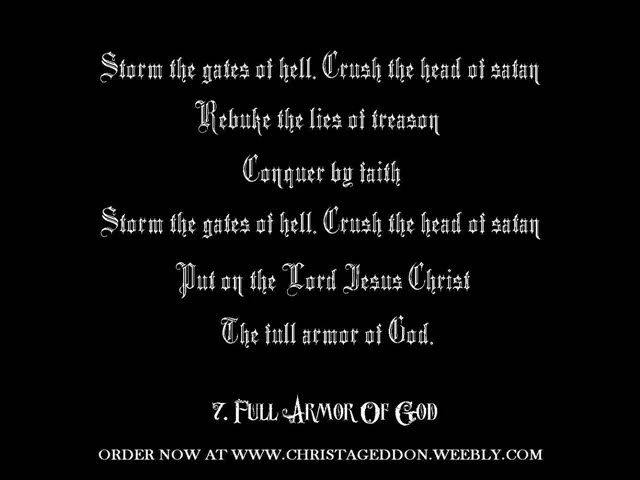 Storm the gates of hell. Crush the head of satan
Rebuke the lies of treason
Conquer by faith
Storm the gates of hell. Crush the head of satan
Put on the Lord Jesus Christ
The full armor of God.
7. Full Armor Of God
ORDER NOW AT WWW.CHRISTAGEDDON.WEEBLY.COM